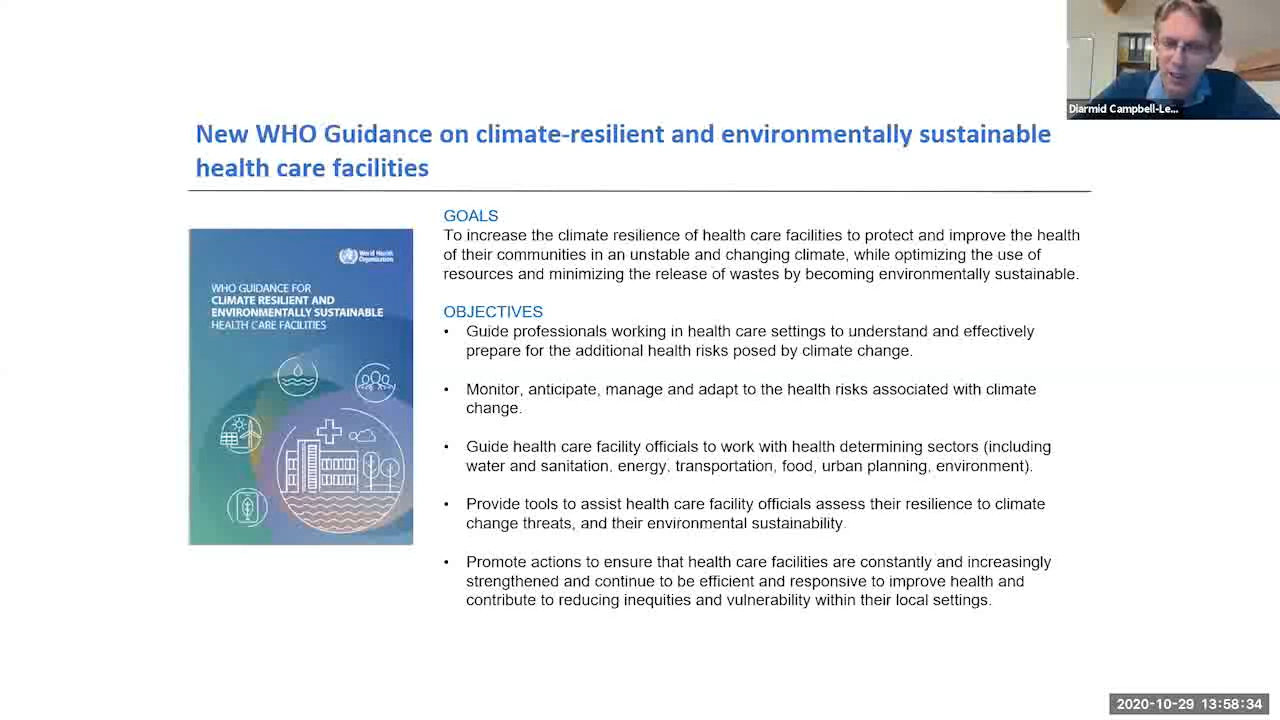 Diarmid Campbell-Le...
New WHO Guidance on climate-resilient and environmentally sustainable
health care facilities
World Health
Organization
WHO GUIDANCE FOR
CLIMATE RESILIENT AND
ENVIRONMENTALLY SUSTAINABLE
HEALTH CARE FACILITIES
GOALS
To increase the climate resilience of health care facilities to protect and improve the health
of their communities in an unstable and changing climate, while optimizing the use of
resources and minimizing the release of wastes by becoming environmentally sustainable.
OBJECTIVES
• Guide professionals working in health care settings to understand and effectively
prepare for the additional health risks posed by climate change.
• Monitor, anticipate, manage and adapt to the health risks associated with climate
change.
• Guide health care facility officials to work with health determining sectors (including
water and sanitation, energy, transportation, food, urban planning, environment).
• Provide tools to assist health care facility officials assess their resilience to climate
change threats, and their environmental sustainability.
• Promote actions to ensure that health care facilities are constantly and increasingly
strengthened and continue to be efficient and responsive to improve health and
contribute to reducing inequities and vulnerability within their local settings.
2020-10-29 13:58:34